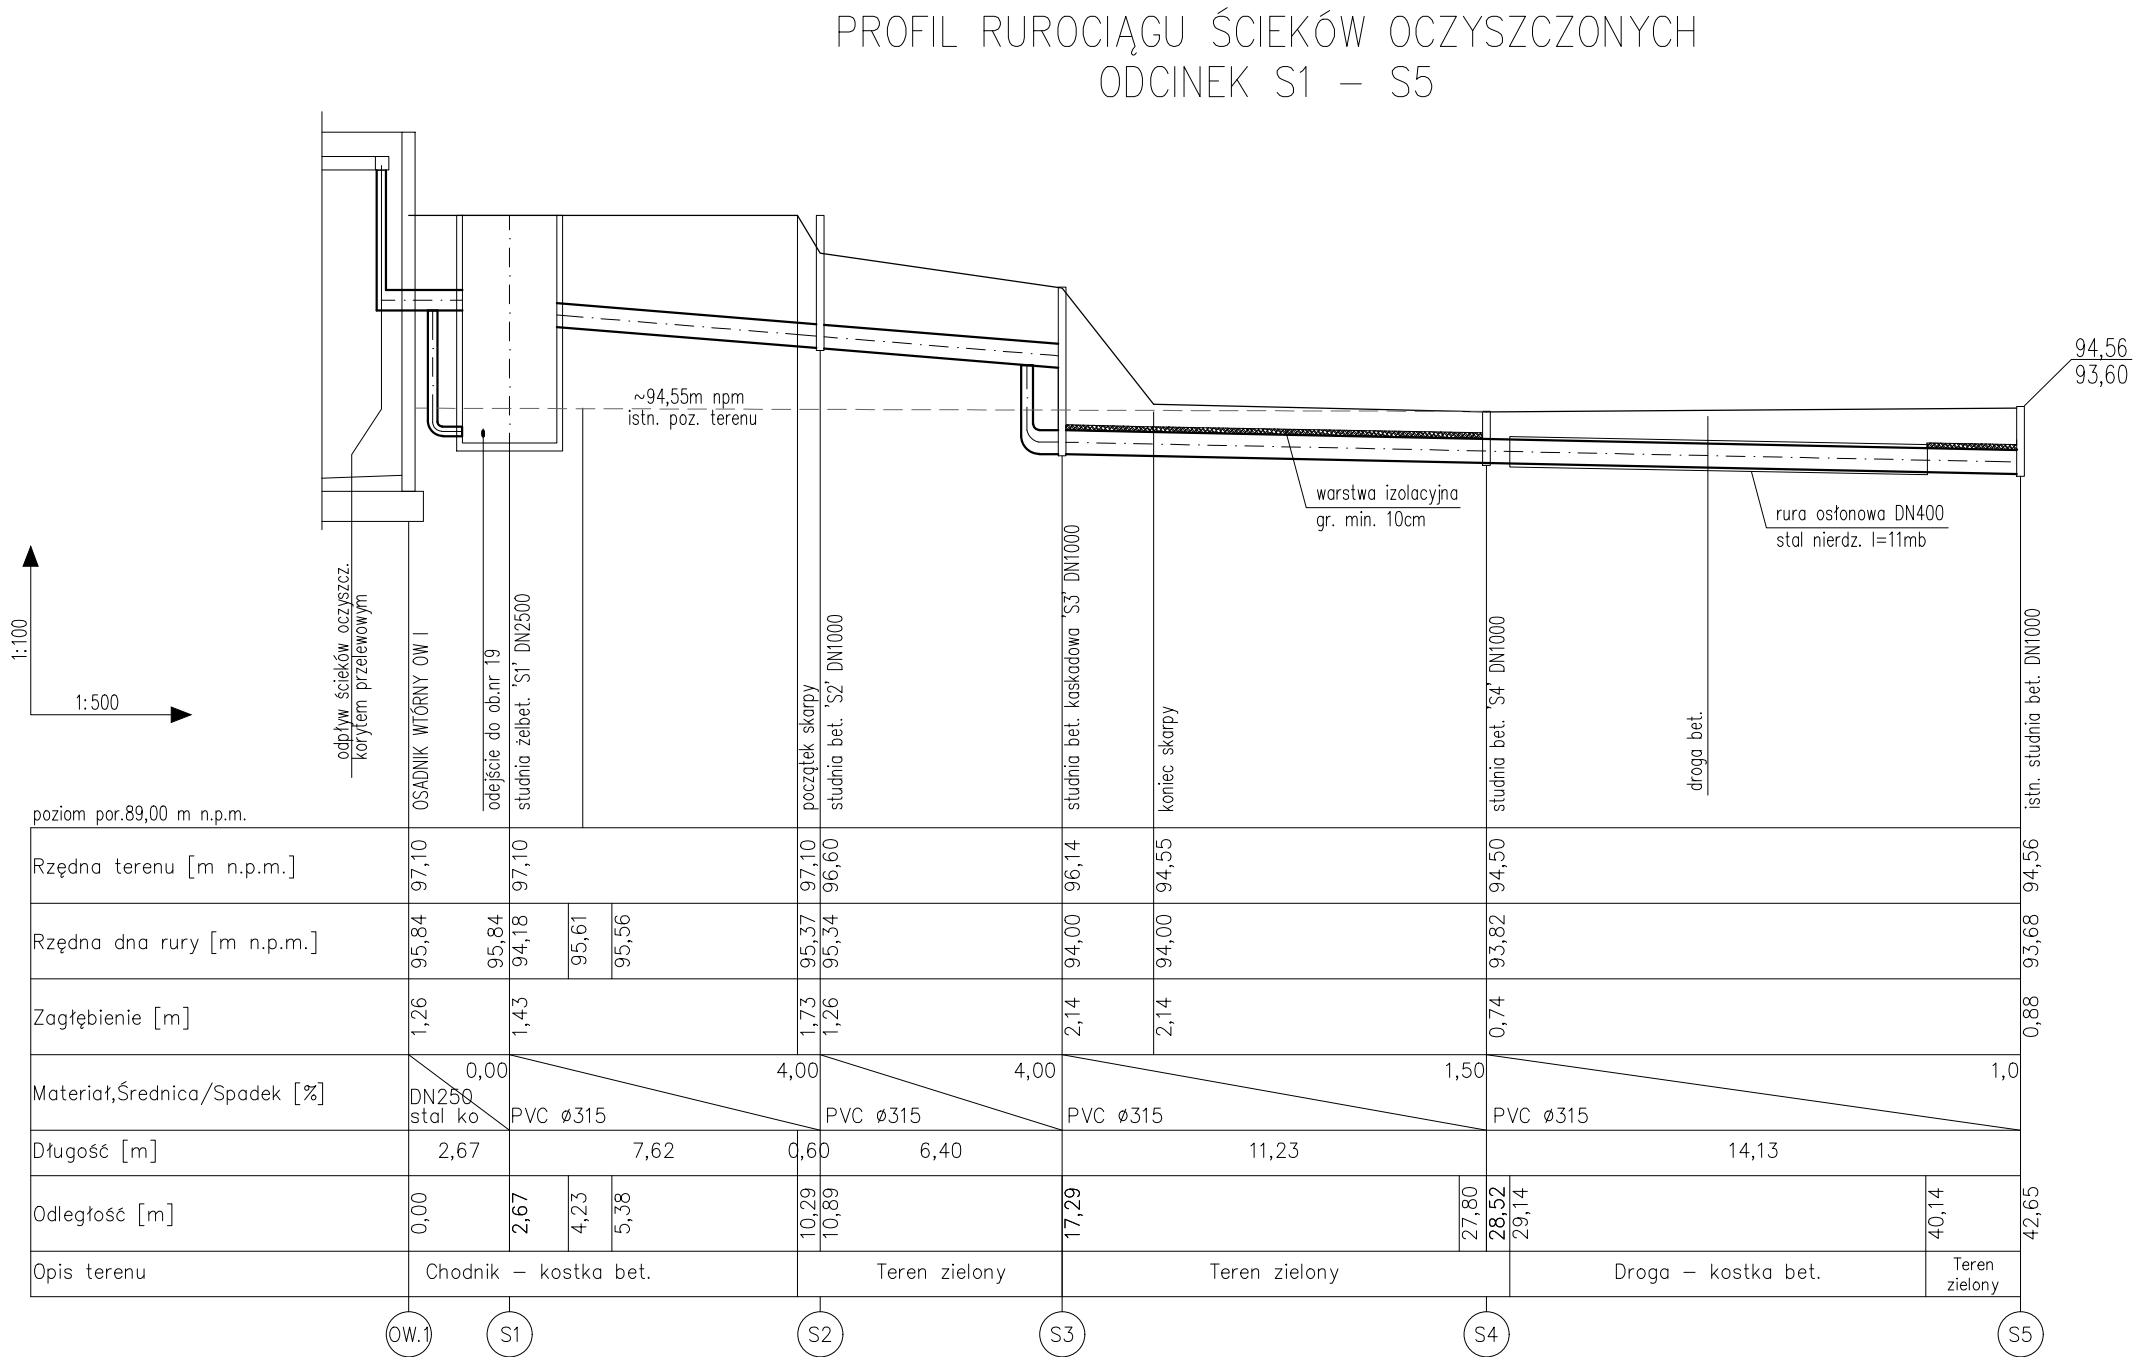 PROFIL RUROCIĄGU ŚCIEKÓW OCZYSZCZONYCH
ODCINEK S1 – S5
94,56
93,60
~94,55m npm
istn. poz. terenu
warstwa izolacyjna
gr. min. 10cm
rura osłonowa DN400
stal nierdz. l=11mb
1:100
1:500
odpływ ścieków oczyszcz.
korytem przelewowym
OSADNIK WTÓRNY OW I
odejście do ob.nr 19
studnia żelbet. 'S1' DN2500
początek skarpy
studnia bet. 'S2' DN1000
studnia bet. kaskadowa 'S3' DN1000
koniec skarpy
studnia bet. 'S4' DN1000
droga bet.
istn. studnia bet. DN1000
poziom por.89,00 m n.p.m.
Rzędna terenu [m n.p.m.] 97,10 97,10 97,10 96,60 96,14 94,55 94,50 94,56
Rzędna dna rury [m n.p.m.] 95,84 95,84 94,18 95,61 95,56 95,37 95,34 94,00 94,00 93,82 93,68
Zagłębienie [m] 1,26 1,43 1,73 1,26 2,14 2,14 0,74 0,88
Materiał,Średnica/Spadek [%]
0,00 4,00 4,00 1,50 1,0
DN250
stal ko PVC ø315 PVC ø315 PVC ø315 PVC ø315
Długość [m] 2,67 7,62 0,60 6,40 11,23 14,13
Odległość [m] 0,00 2,67 4,23 5,38 10,29 10,89 17,29 27,80 28,52 29,14 40,14 42,65
Opis terenu Chodnik – kostka bet. Teren zielony Teren zielony Droga – kostka bet. Teren
zielony
OW.1 S1 S2 S3 S4 S5